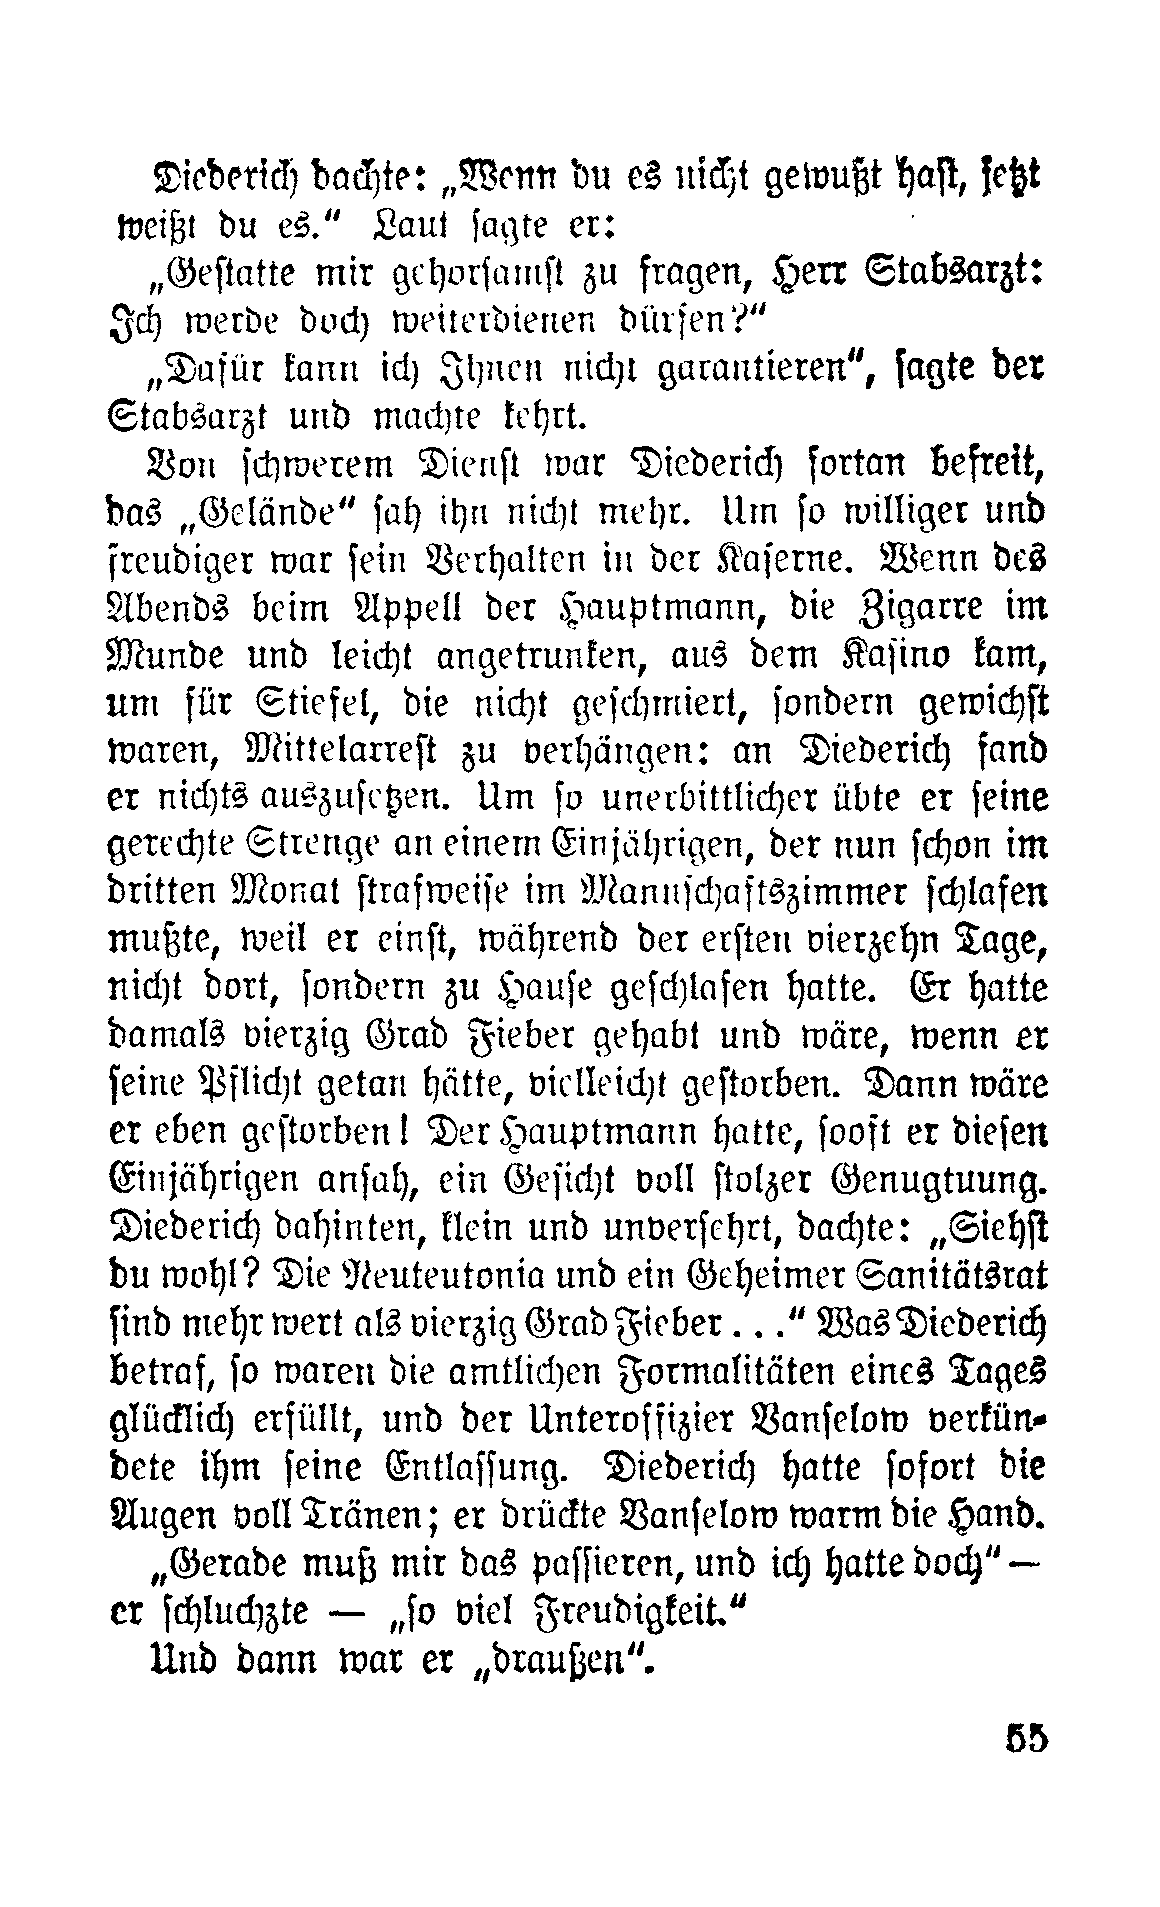 Diederich dachte: „Wenn du es nicht gewußt hast, jetzt
weißt du es.“ Laut sagte er:
„Gestatte mir gehorsamst zu fragen, Herr Stabsarzt:
Ich werde doch weiterdienen dürfen?“
„Dafür kann ich Ihnen nicht garantieren“, sagte der
Stabsarzt und machte kehrt.
Von schwerem Dienst war Diederich fortan befreit,
das „Gelände“ sah ihn nicht mehr. Um so williger und
freudiger war sein Verhalten in der Kaserne. Wenn des
Abends beim Appell der Hauptmann, die Zigarre im
Munde und leicht angetrunken, aus dem Kasino kam,
um für Stiefel, die nicht geschmiert, sondern gewichst
waren, Mittelarrest zu verhängen: an Diederich fand
er nichts auszusetzen. Um so unerbittlicher übte er seine
gerechte Strenge an einem Einjährigen, der nun schon im
dritten Monat strafweise im Mannschaftszimmer schlafen
mußte, weil er einst, während der ersten vierzehn Tage,
nicht dort, sondern zu Hause geschlafen hatte. Er hatte
damals vierzig Grad Fieber gehabt und wäre, wenn er
seine Pflicht getan hätte, vielleicht gestorben. Dann wäre
er eben gestorben! Der Hauptmann hatte, sooft er diesen
Einjährigen ansah, ein Gesicht voll stolzer Genugtuung.
Diederich dahinten, klein und unversehrt, dachte: „Siehst
du wohl? Die Neuteutonia und ein Geheimer Sanitätsrat
sind mehr wert als vierzig Grad Fieber . . .“ Was Diederich
betraf, so waren die amtlichen Formalitäten eines Tages
glücklich erfüllt, und der Unteroffizier Vanselow verkün-
dete ihm seine Entlassung. Diederich hatte sofort die
Augen voll Tränen; er drückte Vanselow warm die Hand.
„Gerade muß mir das passieren, und ich hatte doch“ —
er schluchzte — „so viel Freudigkeit.“
Und dann war er „draußen“.
55